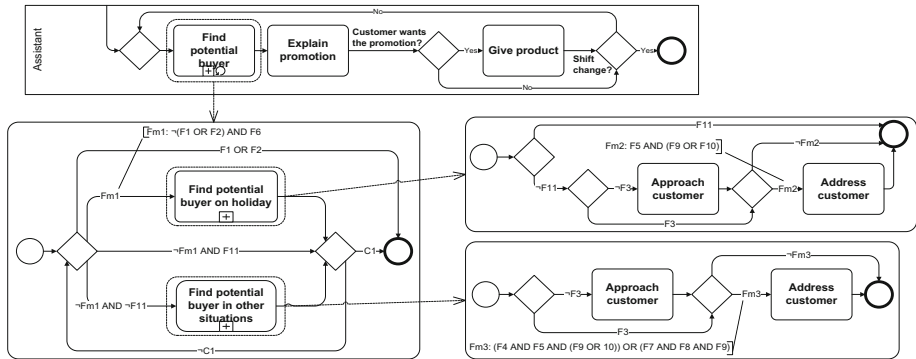 No
Assistant
Find
potential
buyer
Explain
promotion
Customer wants
the promotion?
Yes
Give product
Shift
change?
Yes
No
Fm1: ¬(F1 OR F2) AND F6
F1 OR F2
Fm1
Find potential
buyer on holiday
¬Fm1 AND F11
C1
¬Fm1 AND ¬F11
Find potential
buyer in other
situations
¬C1
F11
Fm2: F5 AND (F9 OR F10)
¬Fm2
¬F11
¬F3
Approach
customer
Fm2
Address
customer
F3
¬Fm3
¬F3
Approach
customer
Fm3
Address
customer
F3
Fm3: (F4 AND F5 AND (F9 OR 10)) OR (F7 AND F8 AND F9)